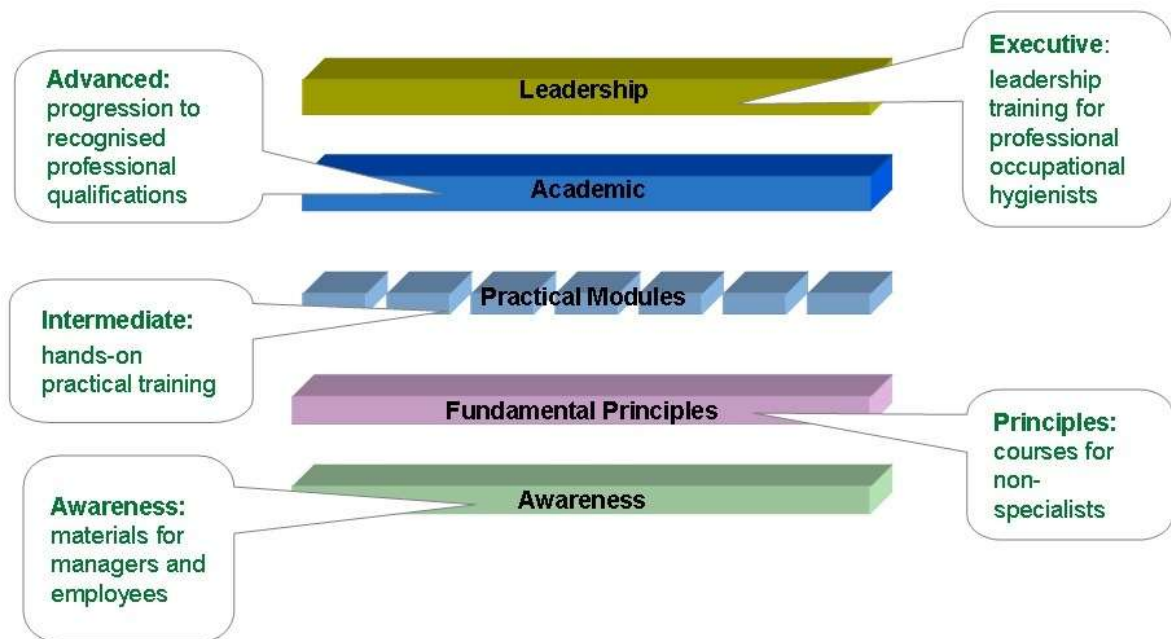 Leadership
Executive:
leadership
training for
professional
occupational
hygienists
Advanced:
progression to
recognised
professional
qualifications
Academic
Practical Modules
Intermediate:
hands-on
practical training
Fundamental Principles
Principles:
courses for
non-
specialists
Awareness
Awareness:
materials for
managers and
employees